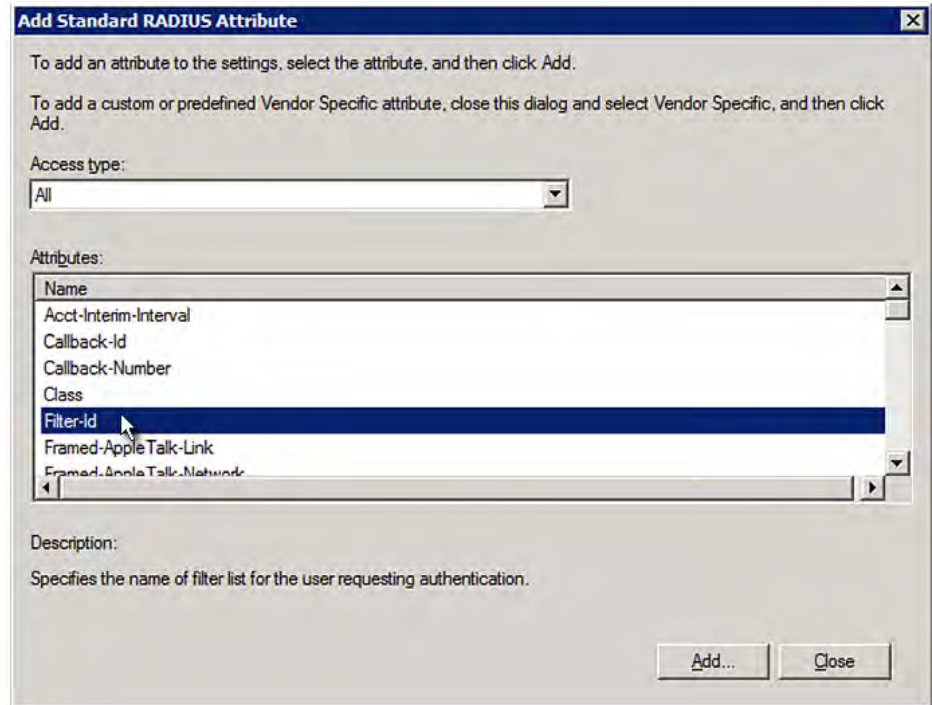 Add Standard RADIUS Attribute
To add an attribute to the settings, select the attribute, and then click Add.
To add a custom or predefined Vendor Specific attribute, close this dialog and select Vendor Specific, and then click
Add.
Access type:
All
Attributes:
Name
Acct-Interim-Interval
Callback-Id
Callback-Number
Class
Filter-Id
Framed-AppleTalk-Link
Framed-AppleTalk-Network
Description:
Specifies the name of filter list for the user requesting authentication.
Add... Close